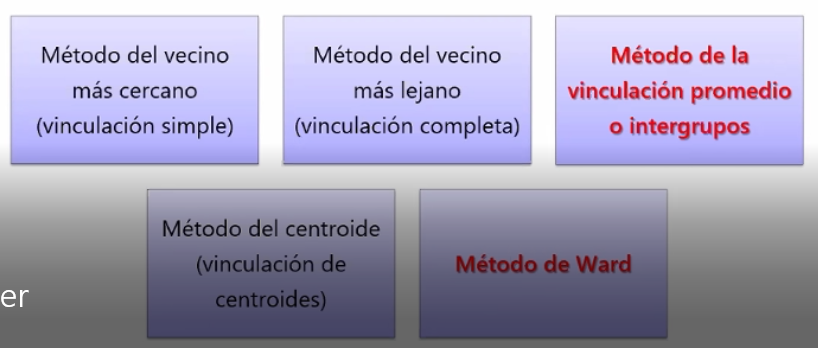 Método del vecino
más cercano
(vinculación simple)
Método del vecino
más lejano
(vinculación completa)
Método de la
vinculación promedio
o intergrupos
Método del centroide
(vinculación de
centroides)
Método de Ward
er